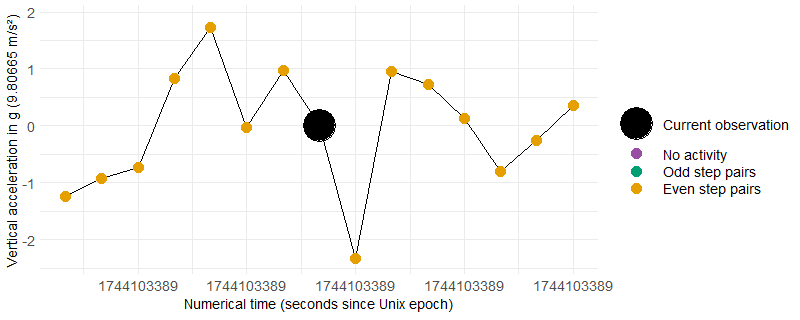 Vertical acceleration in g (9.80665 m/s²)
2
1
0
-1
-2
1744103389 1744103389 1744103389 1744103389 1744103389
Numerical time (seconds since Unix epoch)
Current observation
No activity
Odd step pairs
Even step pairs